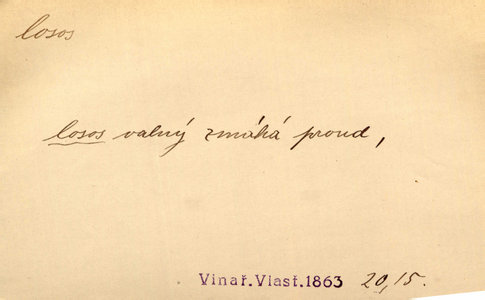 losos
losos valný zmáhá proud,
Vinař. Vlast. 1863 20, 15.